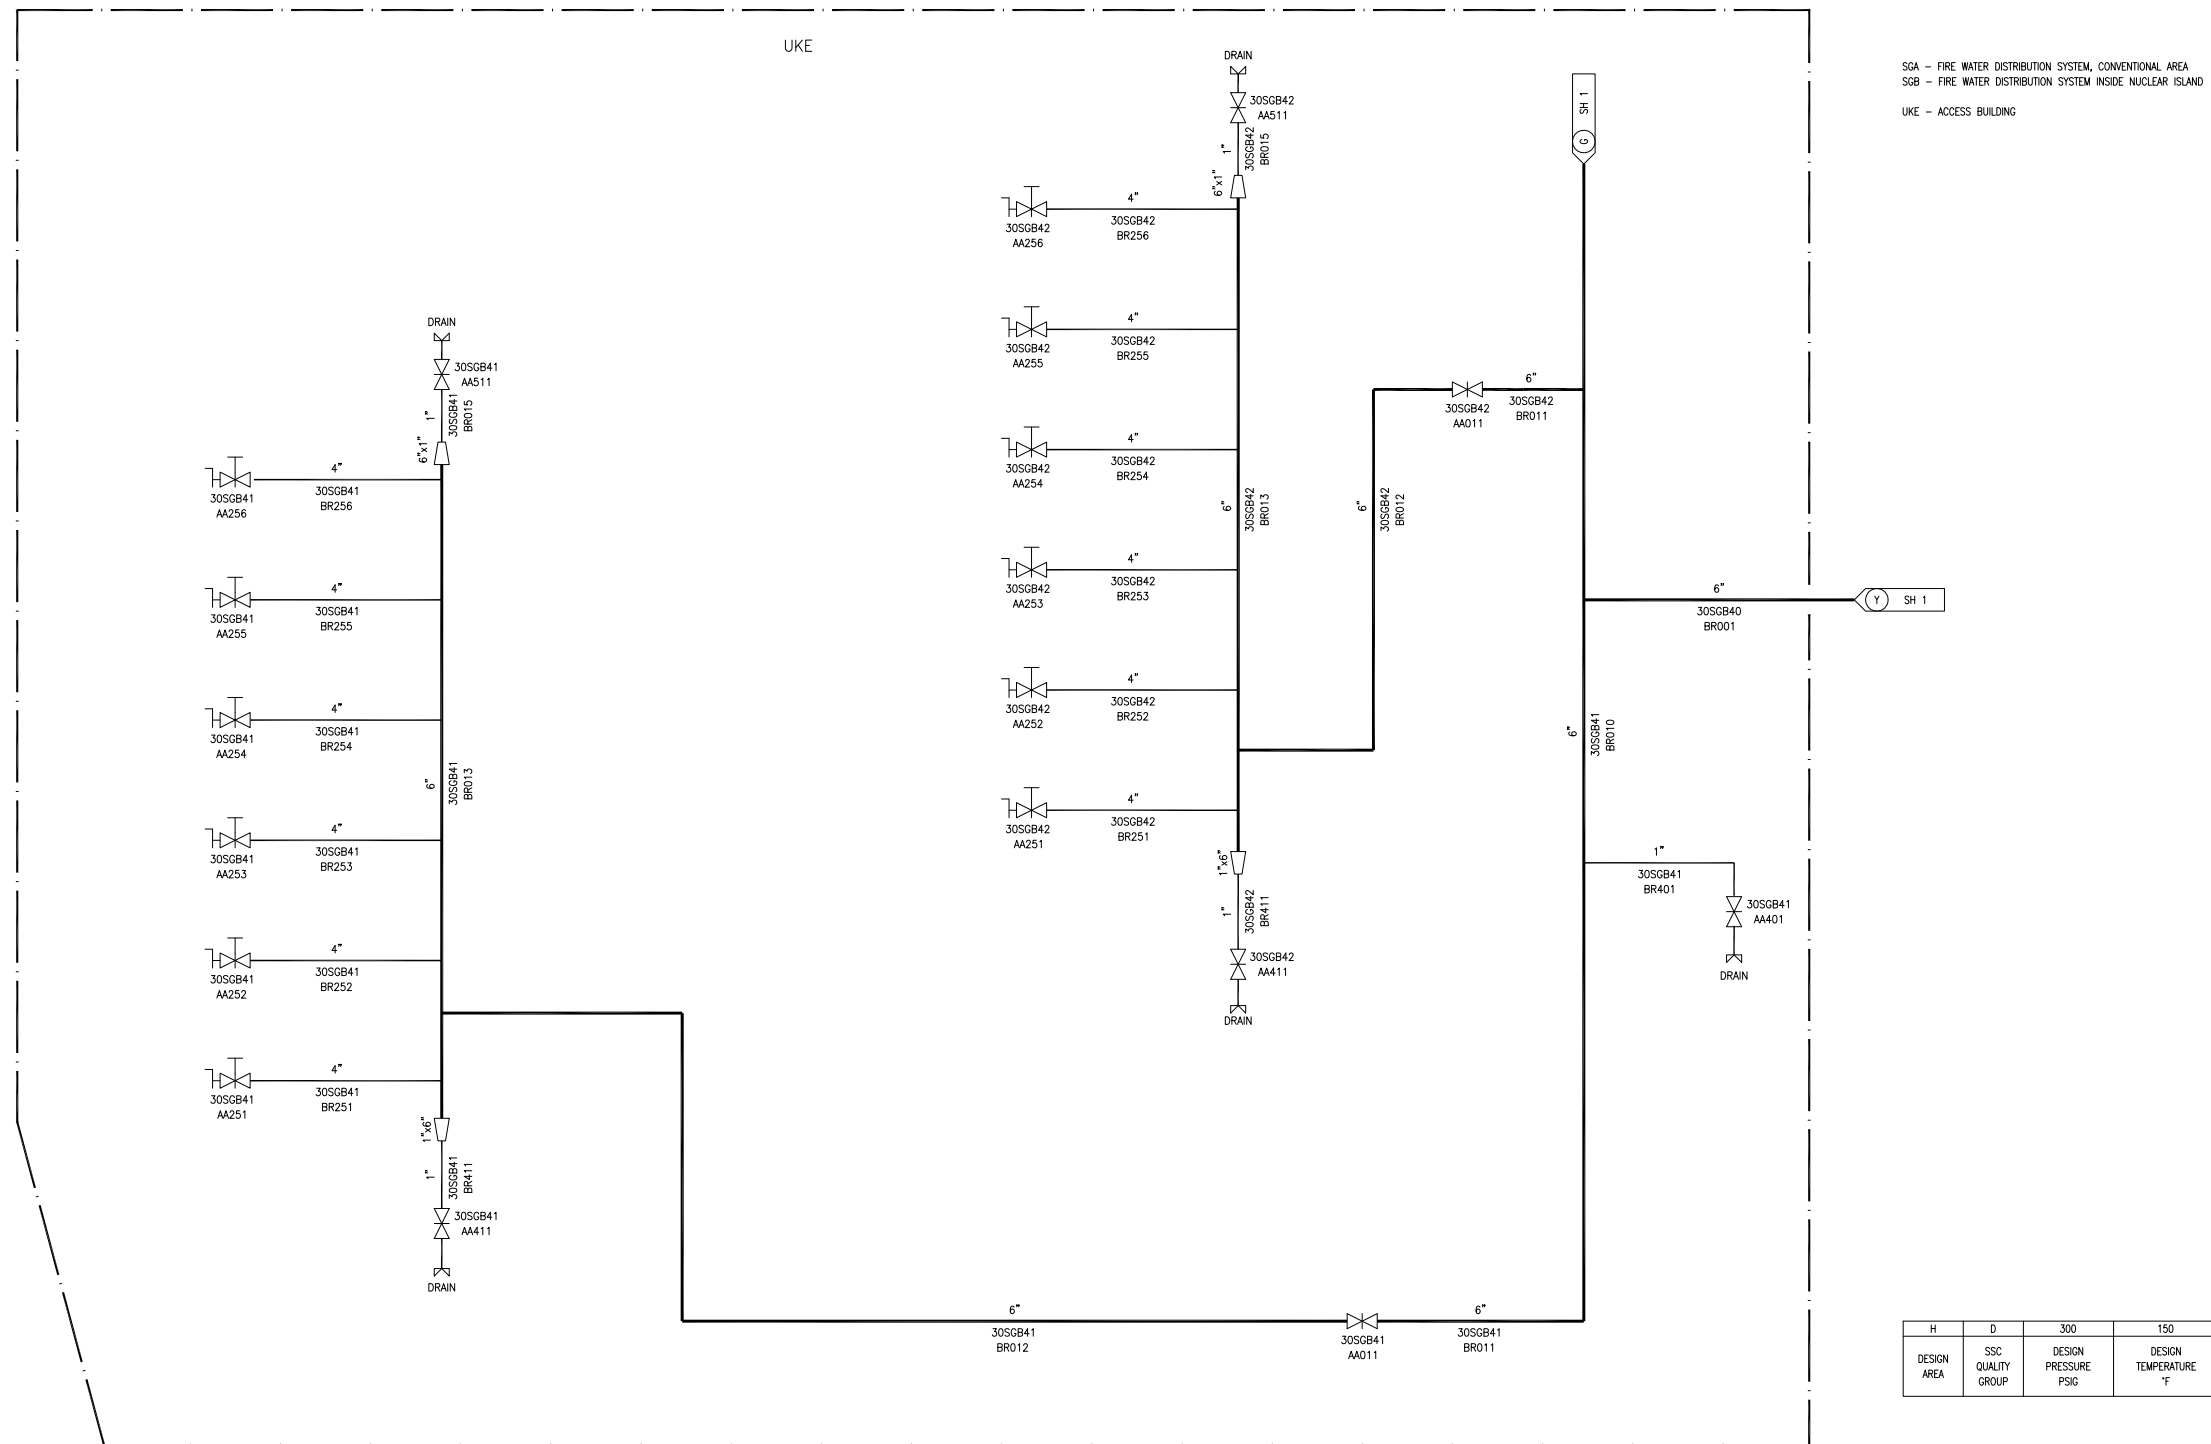 UKE
SGA – FIRE WATER DISTRIBUTION SYSTEM, CONVENTIONAL AREA
SGB – FIRE WATER DISTRIBUTION SYSTEM INSIDE NUCLEAR ISLAND
UKE – ACCESS BUILDING
DRAIN
30SGB41
AA511
1"
30SGB41
BR015
6"x1"
4"
30SGB41
BR256
30SGB41
AA256
4"
30SGB41
BR255
30SGB41
AA255
4"
30SGB41
BR254
30SGB41
AA254
6"
30SGB41
BR013
4"
30SGB41
BR253
30SGB41
AA253
4"
30SGB41
BR252
30SGB41
AA252
4"
30SGB41
BR251
30SGB41
AA251
1"x6"
1"
30SGB41
BR411
30SGB41
AA411
DRAIN
DRAIN
30SGB42
AA511
1"
30SGB42
BR015
6"x1"
4"
30SGB42
BR256
30SGB42
AA256
4"
30SGB42
BR255
30SGB42
AA255
4"
30SGB42
BR254
30SGB42
AA254
6"
30SGB42
BR013
4"
30SGB42
BR253
30SGB42
AA253
4"
30SGB42
BR252
30SGB42
AA252
4"
30SGB42
BR251
30SGB42
AA251
1"x6"
1"
30SGB42
BR411
30SGB42
AA411
DRAIN
6"
30SGB42
BR012
30SGB42
AA011
6"
30SGB42
BR011
G SH 1
6"
30SGB40
BR001
Y SH 1
6"
30SGB41
BR010
1"
30SGB41
BR401
30SGB41
AA401
DRAIN
6"
30SGB41
BR012
30SGB41
AA011
6"
30SGB41
BR011
H D 300 150
DESIGN
AREA
SSC
QUALITY
GROUP
DESIGN
PRESSURE
PSIG
DESIGN
TEMPERATURE
°F